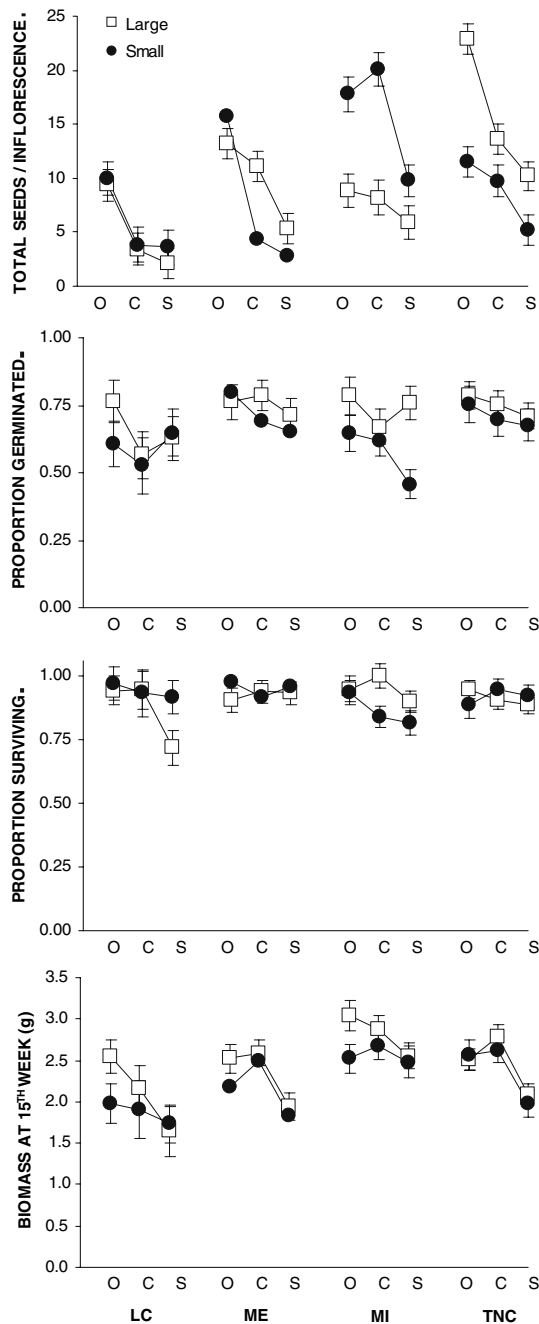 TOTAL SEEDS / INFLORESCENCE.
25
20
15
10
5
0
Large
Small
O C S O C S O C S O C S
PROPORTION GERMINATED.
1.00
0.75
0.50
0.25
0.00
O C S O C S O C S O C S
PROPORTION SURVIVING.
1.00
0.75
0.50
0.25
0.00
O C S O C S O C S O C S
BIOMASS AT 15TH WEEK (g)
3.5
3.0
2.5
2.0
1.5
1.0
0.5
0.0
O C S O C S O C S O C S
LC ME MI TNC